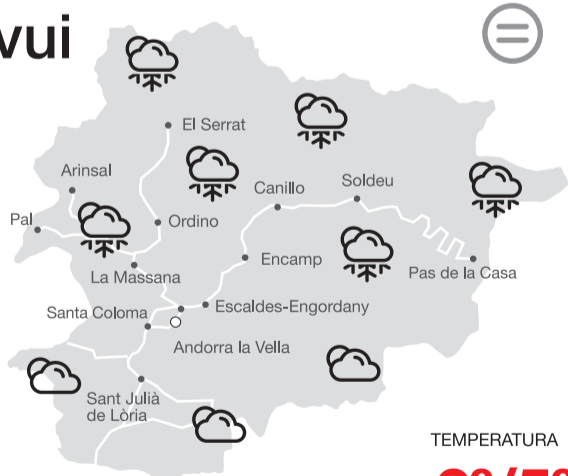 vui
El Serrat
Arinsal
Canillo
Soldeu
Pal
Ordino
Encamp
La Massana
Pas de la Casa
Santa Coloma
Escaldes-Engordany
Andorra la Vella
Sant Julià
de Lòria
TEMPERATURA